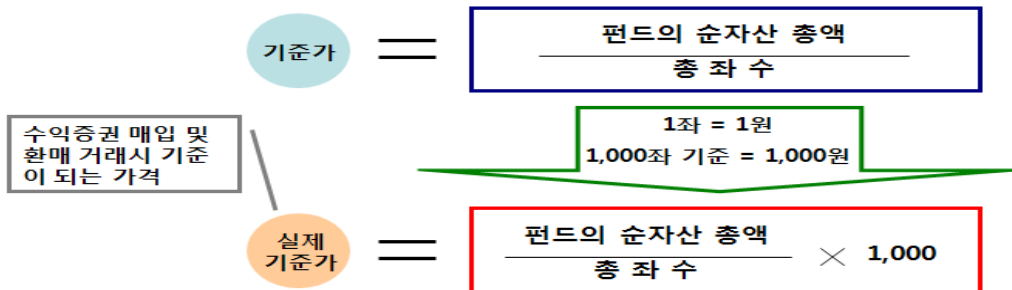 기준가
펀드의 순자산 총액
총 좌 수
수익증권 매입 및
환매 거래시 기준
이 되는 가격
1좌 = 1원
1,000좌 기준 = 1,000원
실제
기준가
펀드의 순자산 총액
총 좌 수
× 1,000